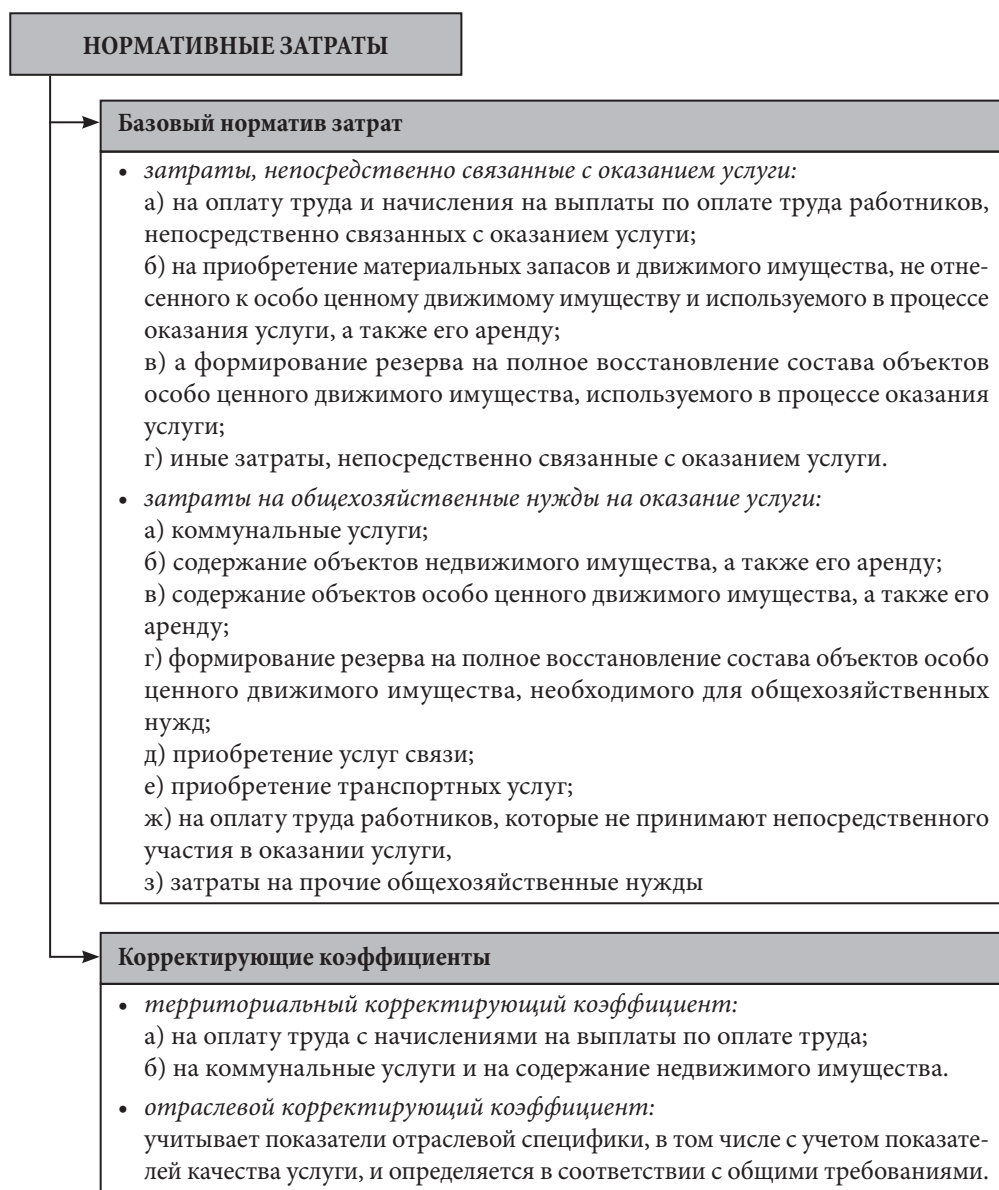 НОРМАТИВНЫЕ ЗАТРАТЫ
Базовый норматив затрат
• затраты, непосредственно связанные с оказанием услуги:
а) на оплату труда и начисления на выплаты по оплате труда работников,
непосредственно связанных с оказанием услуги;
б) на приобретение материальных запасов и движимого имущества, не отне-
сенного к особо ценному движимому имуществу и используемого в процессе
оказания услуги, а также его аренду;
в) а формирование резерва на полное восстановление состава объектов
особо ценного движимого имущества, используемого в процессе оказания
услуги;
г) иные затраты, непосредственно связанные с оказанием услуги.
• затраты на общехозяйственные нужды на оказание услуги:
а) коммунальные услуги;
б) содержание объектов недвижимого имущества, а также его аренду;
в) содержание объектов особо ценного движимого имущества, а также его
аренду;
г) формирование резерва на полное восстановление состава объектов особо
ценного движимого имущества, необходимого для общехозяйственных
нужд;
д) приобретение услуг связи;
е) приобретение транспортных услуг;
ж) на оплату труда работников, которые не принимают непосредственного
участия в оказании услуги,
з) затраты на прочие общехозяйственные нужды
Корректирующие коэффициенты
• территориальный корректирующий коэффициент:
а) на оплату труда с начислениями на выплаты по оплате труда;
б) на коммунальные услуги и на содержание недвижимого имущества.
• отраслевой корректирующий коэффициент:
учитывает показатели отраслевой специфики, в том числе с учетом показате-
лей качества услуги, и определяется в соответствии с общими требованиями.